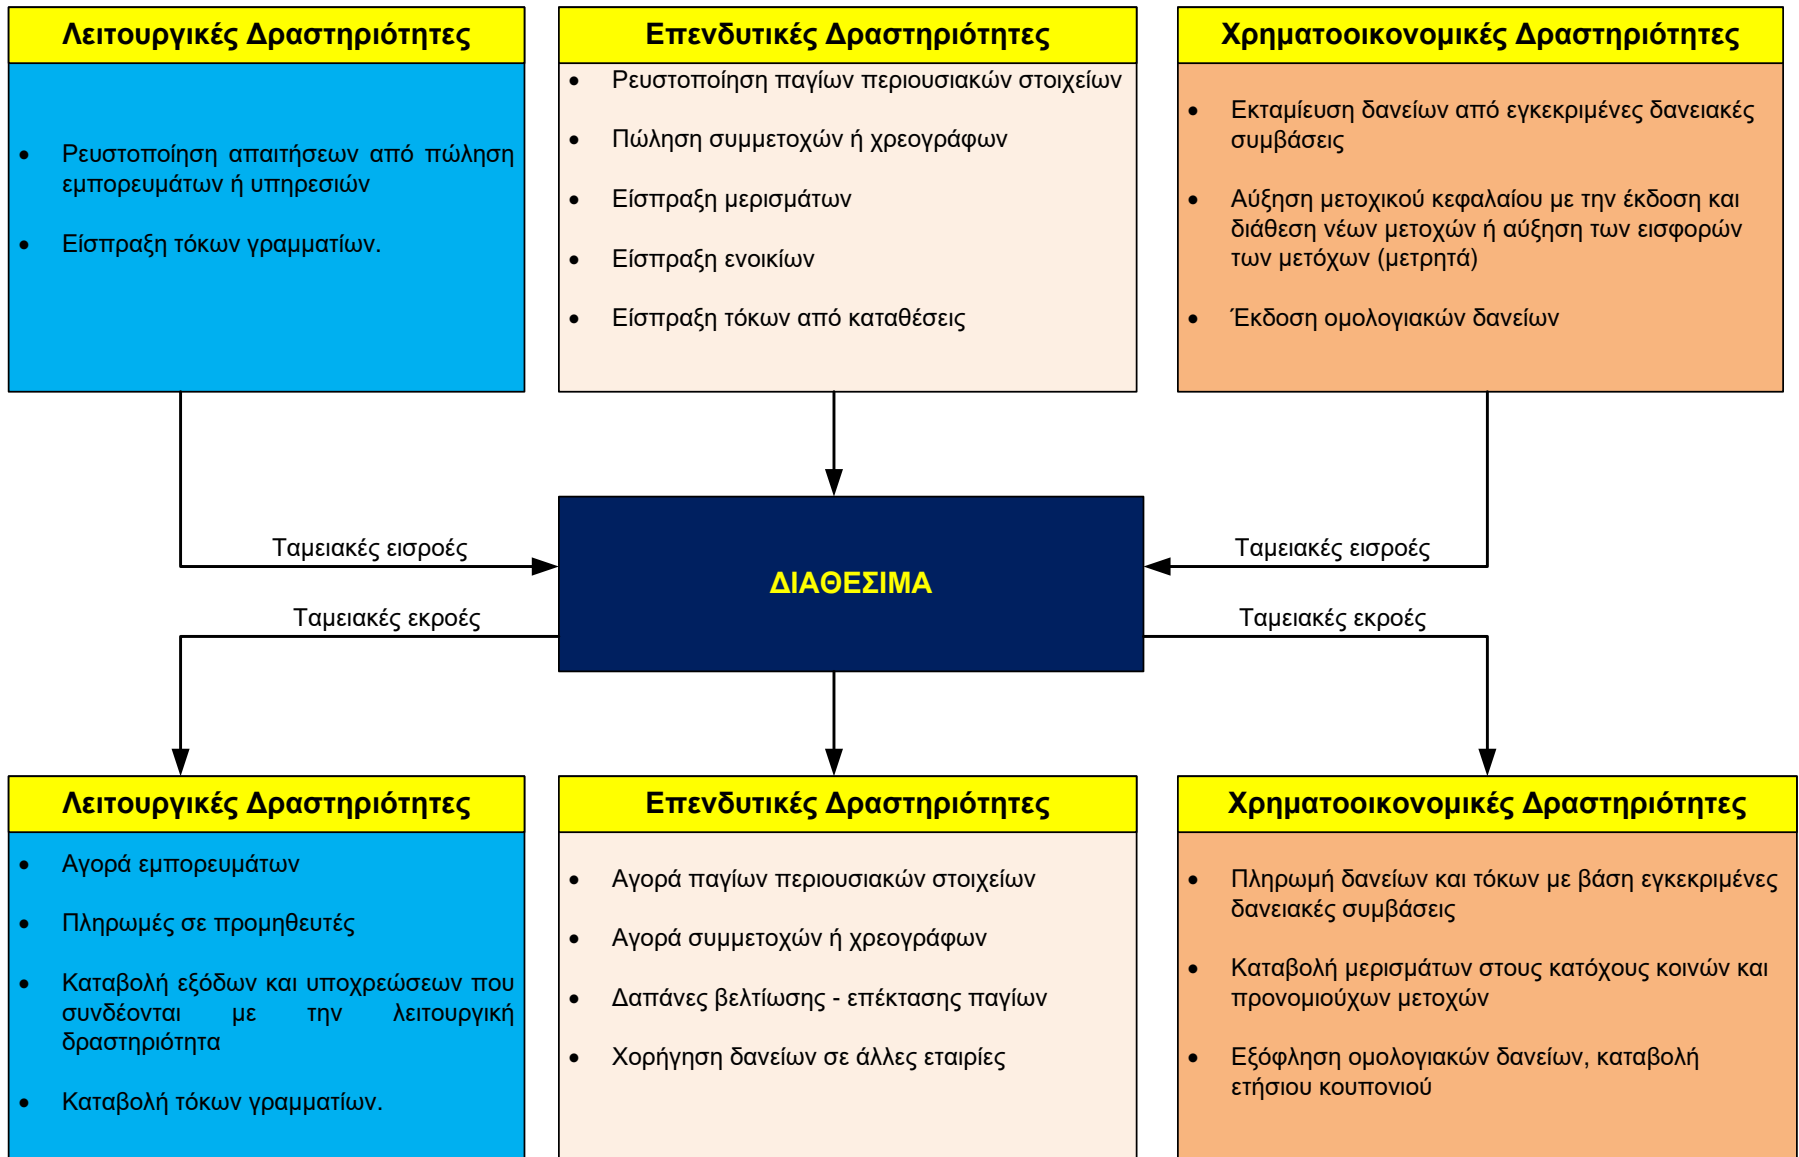 Λειτουργικές Δραστηριότητες
• Ρευστοποίηση απαιτήσεων από πώληση
εμπορευμάτων ή υπηρεσιών
• Είσπραξη τόκων γραμματίων.
Επενδυτικές Δραστηριότητες
• Ρευστοποίηση παγίων περιουσιακών στοιχείων
• Πώληση συμμετοχών ή χρεογράφων
• Είσπραξη μερισμάτων
• Είσπραξη ενοικίων
• Είσπραξη τόκων από καταθέσεις
Χρηματοοικονομικές Δραστηριότητες
• Εκταμίευση δανείων από εγκεκριμένες δανειακές
συμβάσεις
• Αύξηση μετοχικού κεφαλαίου με την έκδοση και
διάθεση νέων μετοχών ή αύξηση των εισφορών
των μετόχων (μετρητά)
• Έκδοση ομολογιακών δανείων
Ταμειακές εισροές
ΔΙΑΘΕΣΙΜΑ
Ταμειακές εισροές
Ταμειακές εκροές
Ταμειακές εκροές
Λειτουργικές Δραστηριότητες
• Αγορά εμπορευμάτων
• Πληρωμές σε προμηθευτές
• Καταβολή εξόδων και υποχρεώσεων που
συνδέονται με την λειτουργική
δραστηριότητα
• Καταβολή τόκων γραμματίων.
Επενδυτικές Δραστηριότητες
• Αγορά παγίων περιουσιακών στοιχείων
• Αγορά συμμετοχών ή χρεογράφων
• Δαπάνες βελτίωσης - επέκτασης παγίων
• Χορήγηση δανείων σε άλλες εταιρίες
Χρηματοοικονομικές Δραστηριότητες
• Πληρωμή δανείων και τόκων με βάση εγκεκριμένες
δανειακές συμβάσεις
• Καταβολή μερισμάτων στους κατόχους κοινών και
προνομιούχων μετοχών
• Εξόφληση ομολογιακών δανείων, καταβολή
ετήσιου κουπονιού